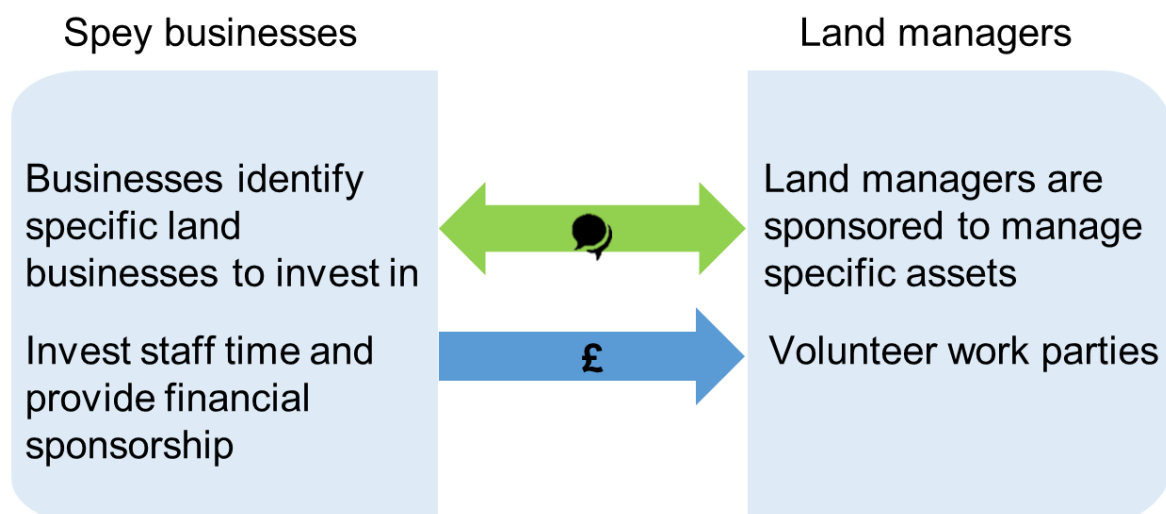 Spey businesses
Land managers
Businesses identify
specific land
businesses to invest in
Invest staff time and
provide financial
sponsorship
£
Land managers are
sponsored to manage
specific assets
Volunteer work parties